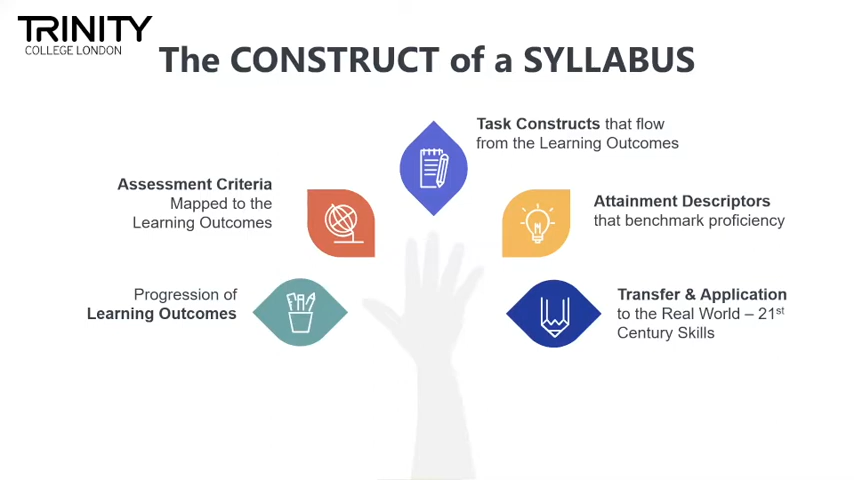 TRINITY
COLLEGE LONDON
The CONSTRUCT of a SYLLABUS
Task Constructs that flow
from the Learning Outcomes
Assessment Criteria
Mapped to the
Learning Outcomes
Attainment Descriptors
that benchmark proficiency
Progression of
Learning Outcomes
Transfer & Application
to the Real World – 21st
Century Skills